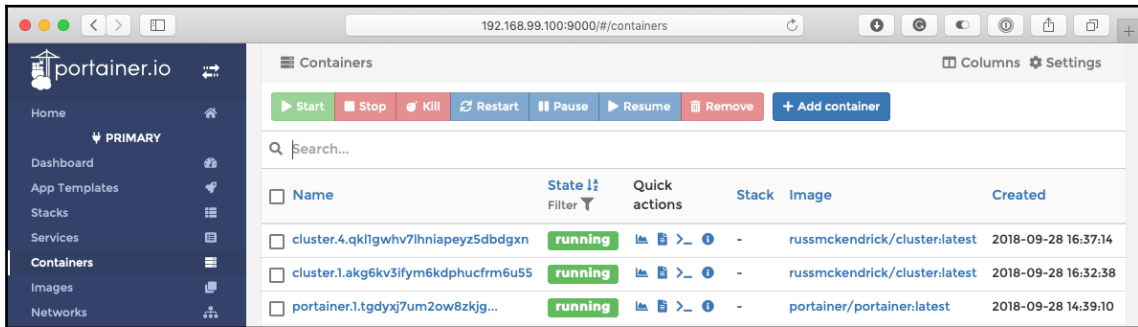 192.168.99.100:9000/#/containers
portainer.io
Containers
Columns Settings
Home
Start Stop Kill Restart Pause Resume Remove + Add container
PRIMARY
Search...
Dashboard
App Templates
Name State Filter Quick actions Stack Image Created
Stacks
Services
cluster.4.qkl1gwhv7lhniapeyz5dbdgxn running >_ - russmckendrick/cluster:latest 2018-09-28 16:37:14
Containers
cluster.1.akg6kv3ifym6kdphucfrm6u55 running >_ - russmckendrick/cluster:latest 2018-09-28 16:32:38
Images
Networks
portainer.1.tgdyxj7um2ow8zkjg... running >_ - portainer/portainer:latest 2018-09-28 14:39:10